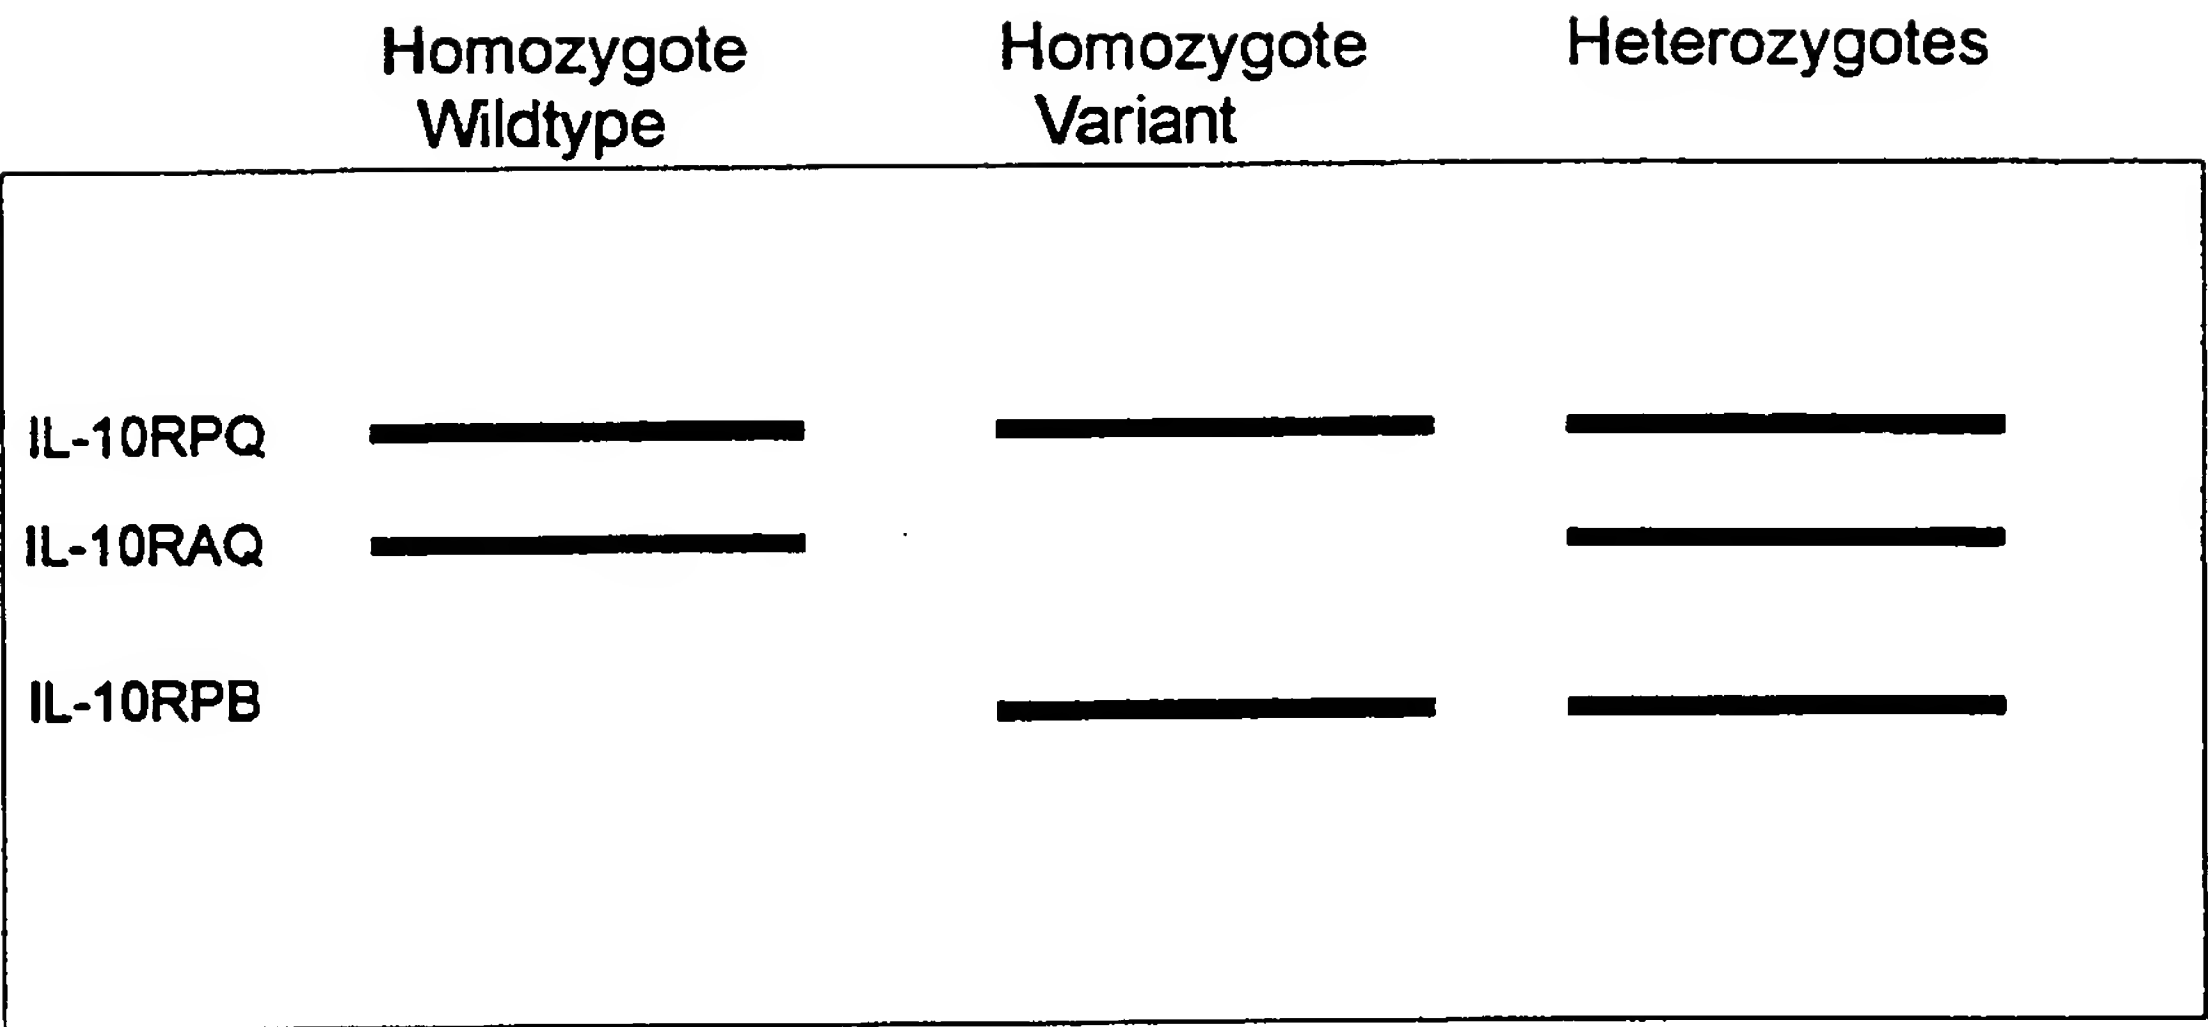 Homozygote
Wildtype
Homozygote
Variant
Heterozygotes
IL-10RPQ
IL-10RAQ
IL-10RPB